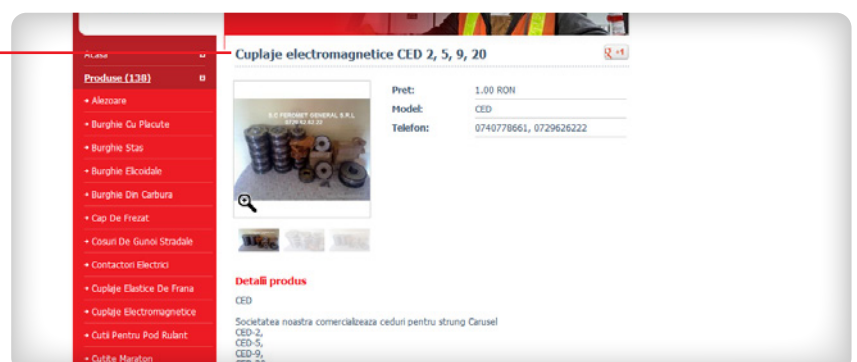 Acasa
Produse (138)
Alezoare
Burghie Cu Placute
Burghie Stas
Burghie Elicoidale
Burghie Din Carbura
Cap De Frezat
Cosuri De Gunoi Stradale
Contactori Electrici
Cuplaje Elastice De Frana
Cuplaje Electromagnetice
Cutii Pentru Pod Rulant
Cutite Maraton
Cuplaje electromagnetice CED 2, 5, 9, 20
+1
Pret: 1.00 RON
Model: CED
Telefon: 0740778661, 0729626222
S.C FEROMET GENERAL S.R.L
Detalii produs
CED
Societatea noastra comercializeaza ceduri pentru strung Carusel
CED-2,
CED-5,
CED-9,